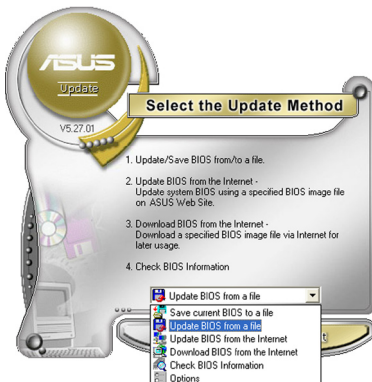 ASUS
Update
V5.27.01
Select the Update Method
1. Update/Save BIOS from/to a file.
2. Update BIOS from the Internet -
Update system BIOS using a specified BIOS image file
on ASUS Web Site.
3. Download BIOS from the Internet -
Download a specified BIOS image file via Internet for
later usage.
4. Check BIOS Information
Update BIOS from a file
Save current BIOS to a file
Update BIOS from a file
Update BIOS from the Internet
Download BIOS from the Internet
Check BIOS Information
Options